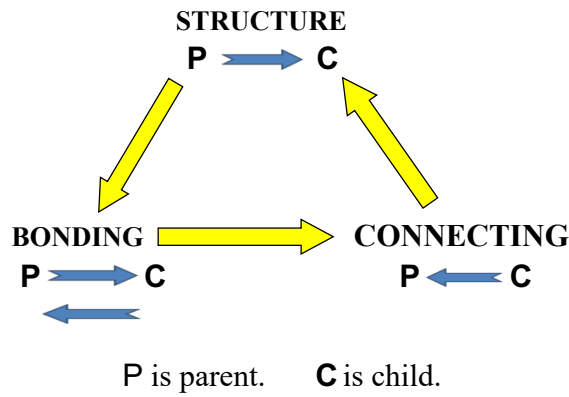 STRUCTURE
P C
BONDING CONNECTING
P C P C
P is parent. C is child.